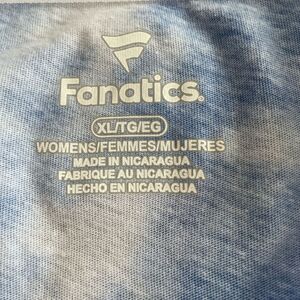 Fanatics.
XL/TG/EG
WOMENS/FEMMES/MUJERES
MADE IN NICARAGUA
FABRIQUE AU NICARAGUA
HECHO EN NICARAGUA